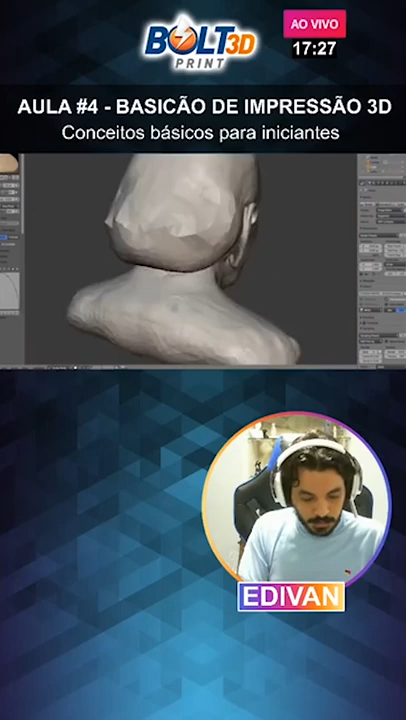 BOLT3D
PRINT
AO VIVO
17:27
AULA #4 - BASICÃO DE IMPRESSÃO 3D
Conceitos básicos para iniciantes
EDIVAN